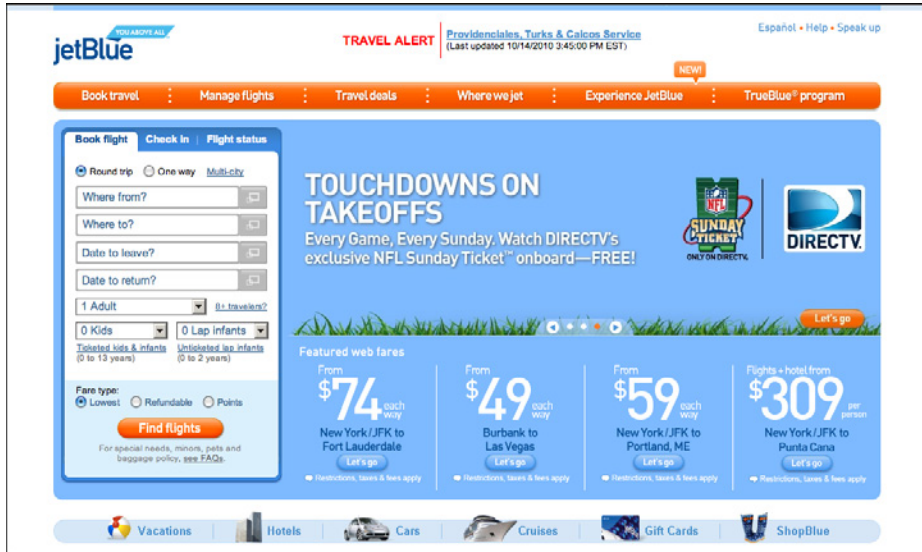 YOU ABOVE ALL
jetBlue
TRAVEL ALERT
Providenciales, Turks & Caicos Service
(Last updated 10/14/2010 3:45:00 PM EST)
Español • Help • Speak up
NEW!
Book travel
Manage flights
Travel deals
Where we jet
Experience JetBlue
TrueBlue® program
Book flight
Check In
Flight status
Round trip
One way
Multi-city
Where from?
Where to?
Date to leave?
Date to return?
1 Adult
8+ travelers?
0 Kids
0 Lap infants
Ticketed kids & infants
(0 to 13 years)
Unticketed lap infants
(0 to 2 years)
Fare type:
Lowest
Refundable
Points
Find flights
For special needs, minors, pets and
baggage policy, see FAQs.
TOUCHDOWNS ON
TAKEOFFS
Every Game, Every Sunday. Watch DIRECTV's
exclusive NFL Sunday Ticket™ onboard—FREE!
NFL
SUNDAY
TICKET
ONLY ON DIRECTV.
DIRECTV.
Let's go
Featured web fares
From
$74 each way
New York/JFK to
Fort Lauderdale
Let's go
Restrictions, taxes & fees apply
From
$49 each way
Burbank to
Las Vegas
Let's go
Restrictions, taxes & fees apply
From
$59 each way
New York/JFK to
Portland, ME
Let's go
Restrictions, taxes & fees apply
Flights + hotel from
$309 per person
New York/JFK to
Punta Cana
Let's go
Restrictions, taxes & fees apply
Vacations
Hotels
Cars
Cruises
Gift Cards
ShopBlue